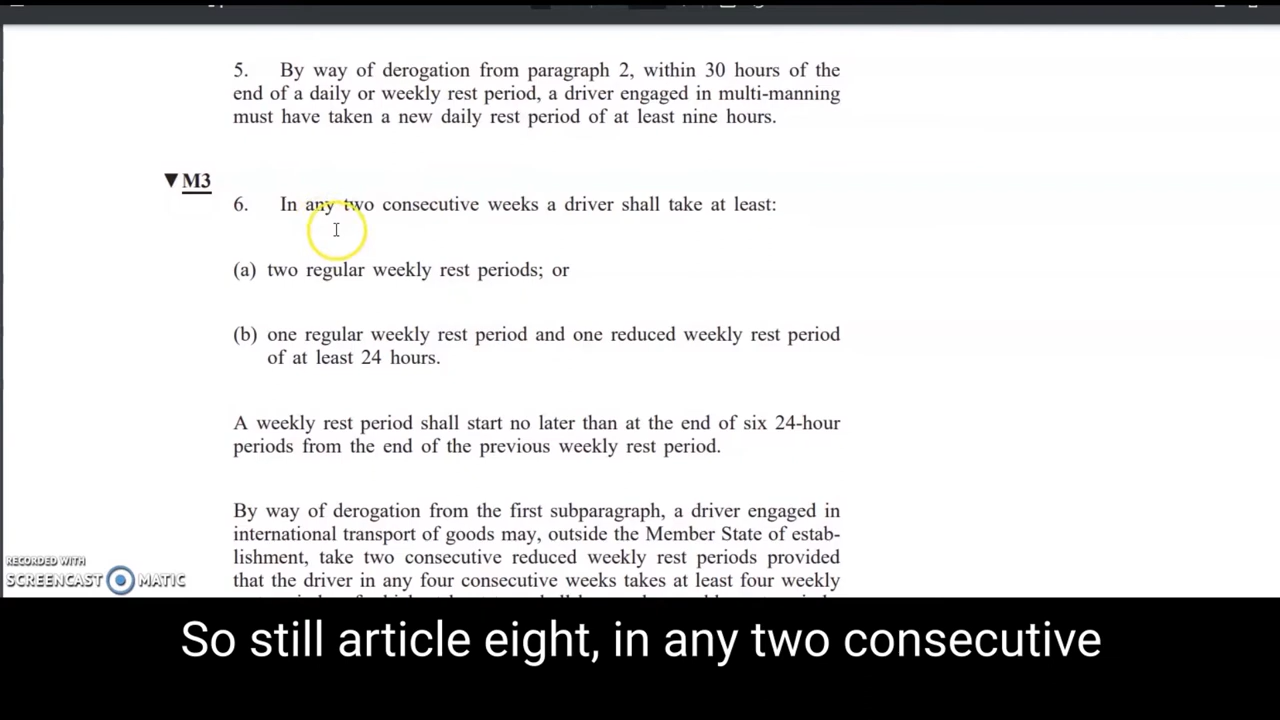 5. By way of derogation from paragraph 2, within 30 hours of the
end of a daily or weekly rest period, a driver engaged in multi-manning
must have taken a new daily rest period of at least nine hours.
▼M3
6. In any two consecutive weeks a driver shall take at least:
(a) two regular weekly rest periods; or
(b) one regular weekly rest period and one reduced weekly rest period
of at least 24 hours.
A weekly rest period shall start no later than at the end of six 24-hour
periods from the end of the previous weekly rest period.
By way of derogation from the first subparagraph, a driver engaged in
international transport of goods may, outside the Member State of estab-
lishment, take two consecutive reduced weekly rest periods provided
that the driver in any four consecutive weeks takes at least four weekly
RECORDED WITH
SCREENCAST MATIC
So still article eight, in any two consecutive